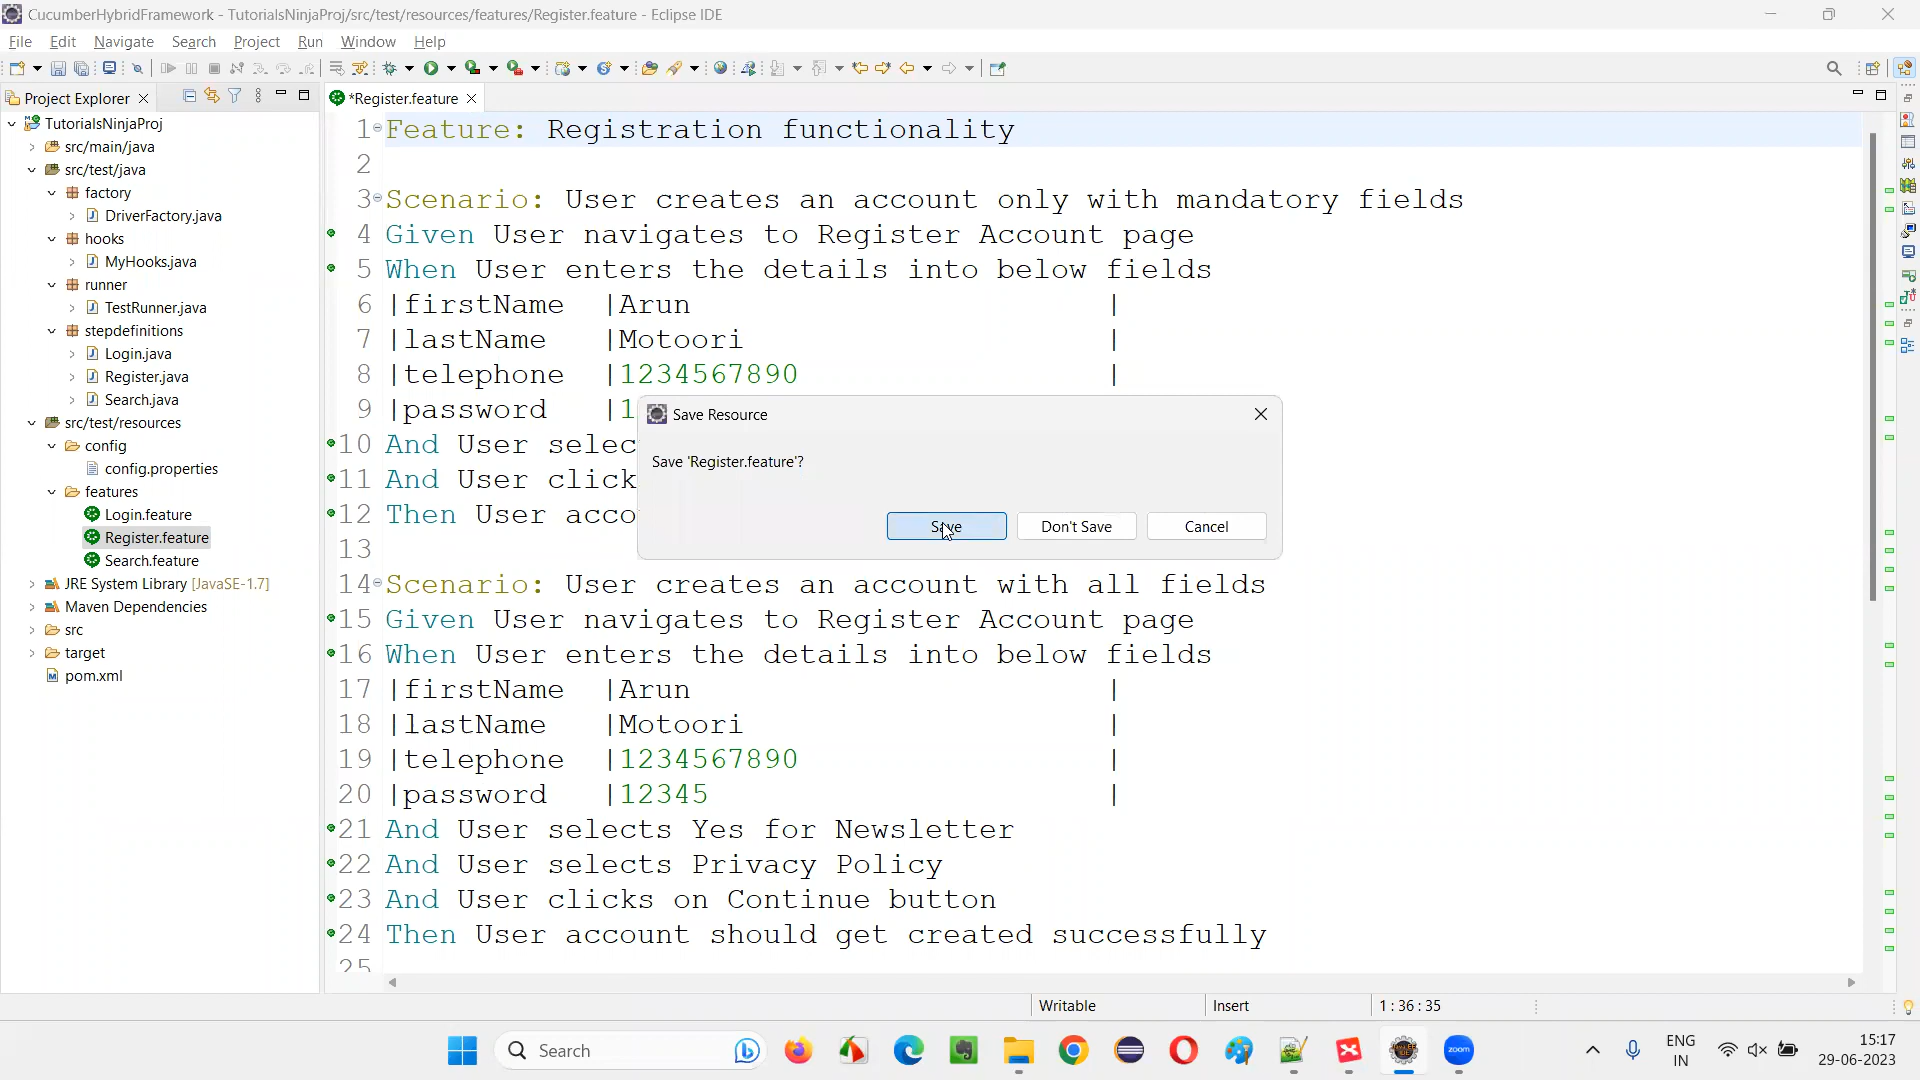 CucumberHybridFramework - TutorialsNinjaProj/src/test/resources/features/Register.feature - Eclipse IDE
File Edit Navigate Search Project Run Window Help
Project Explorer
*Register.feature
TutorialsNinjaProj
src/main/java
src/test/java
factory
DriverFactory.java
hooks
MyHooks.java
runner
TestRunner.java
stepdefinitions
Login.java
Register.java
Search.java
src/test/resources
config
config.properties
features
Login.feature
Register.feature
Search.feature
JRE System Library [JavaSE-1.7]
Maven Dependencies
src
target
pom.xml
1 Feature: Registration functionality
2
3 Scenario: User creates an account only with mandatory fields
4 Given User navigates to Register Account page
5 When User enters the details into below fields
6 |firstName |Arun |
7 |lastName |Motoori |
8 |telephone |1234567890 |
9 |password |1
10 And User selec
11 And User click
12 Then User acco
13
14 Scenario: User creates an account with all fields
15 Given User navigates to Register Account page
16 When User enters the details into below fields
17 |firstName |Arun |
18 |lastName |Motoori |
19 |telephone |1234567890 |
20 |password |12345 |
21 And User selects Yes for Newsletter
22 And User selects Privacy Policy
23 And User clicks on Continue button
24 Then User account should get created successfully
25
Save Resource
Save 'Register.feature'?
Save Don't Save Cancel
Writable Insert 1 : 36 : 35
Search
zoom
ENG
IN
15:17
29-06-2023